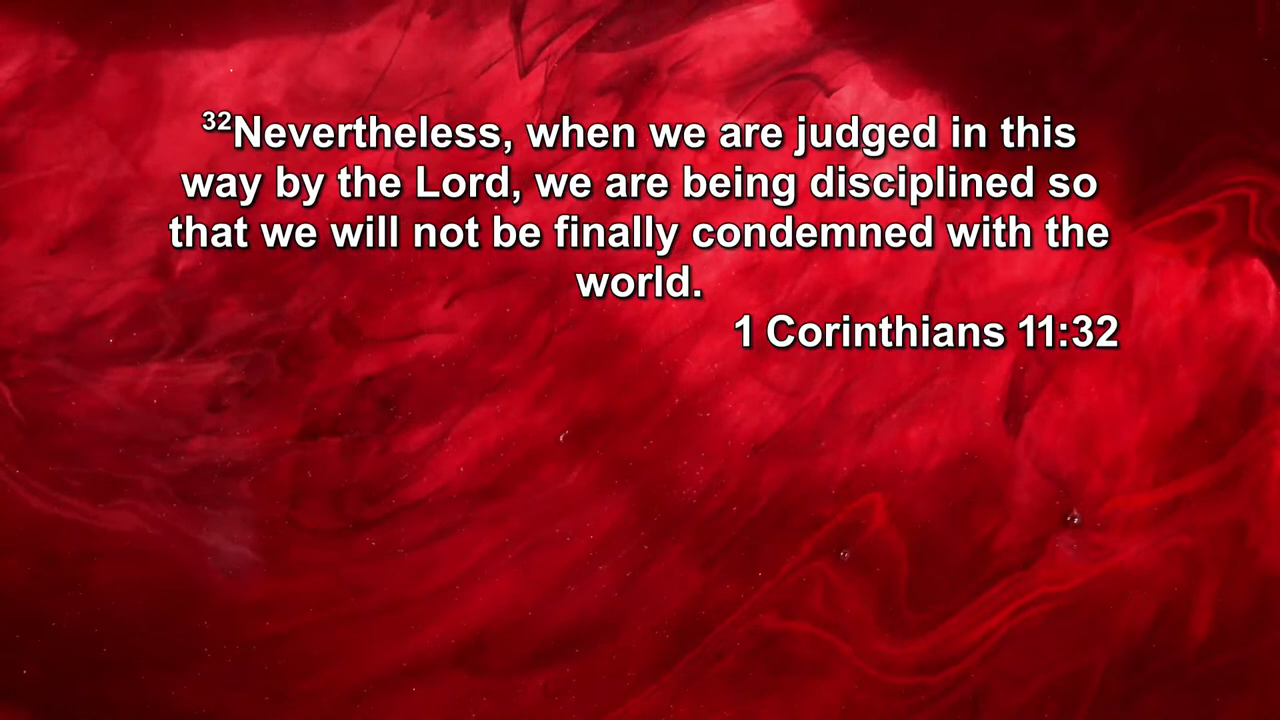 ³²Nevertheless, when we are judged in this
way by the Lord, we are being disciplined so
that we will not be finally condemned with the
world.
1 Corinthians 11:32